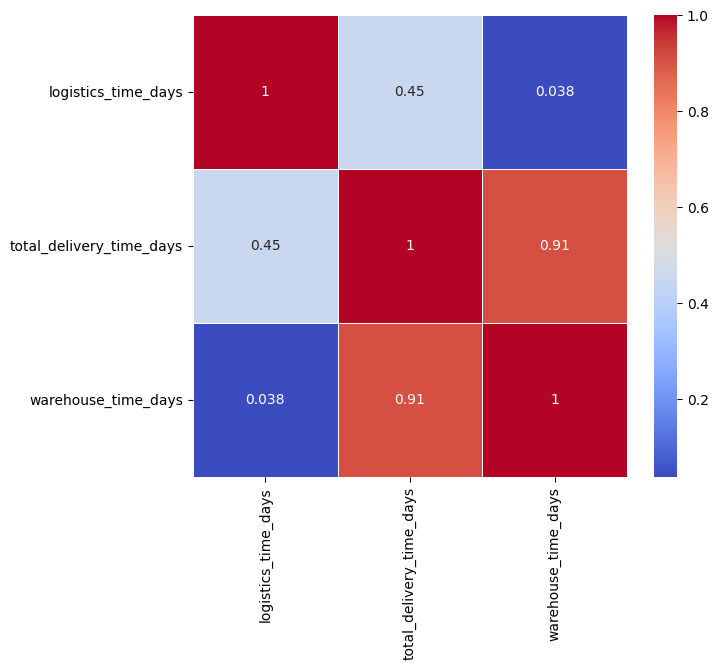 logistics_time_days 1 0.45 0.038
total_delivery_time_days 0.45 1 0.91
warehouse_time_days 0.038 0.91 1
logistics_time_days
total_delivery_time_days
warehouse_time_days
1.0
0.8
0.6
0.4
0.2